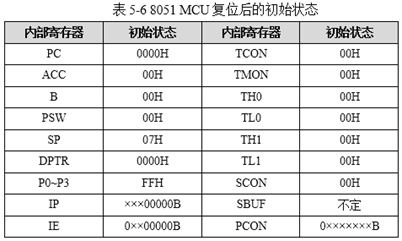 表 5-6 8051 MCU 复位后的初始状态
内部寄存器 初始状态 内部寄存器 初始状态
PC 0000H TCON 00H
ACC 00H TMON 00H
B 00H TH0 00H
PSW 00H TL0 00H
SP 07H TH1 00H
DPTR 0000H TL1 00H
P0~P3 FFH SCON 00H
IP ×××00000B SBUF 不定
IE 0××00000B PCON 0×××××××B